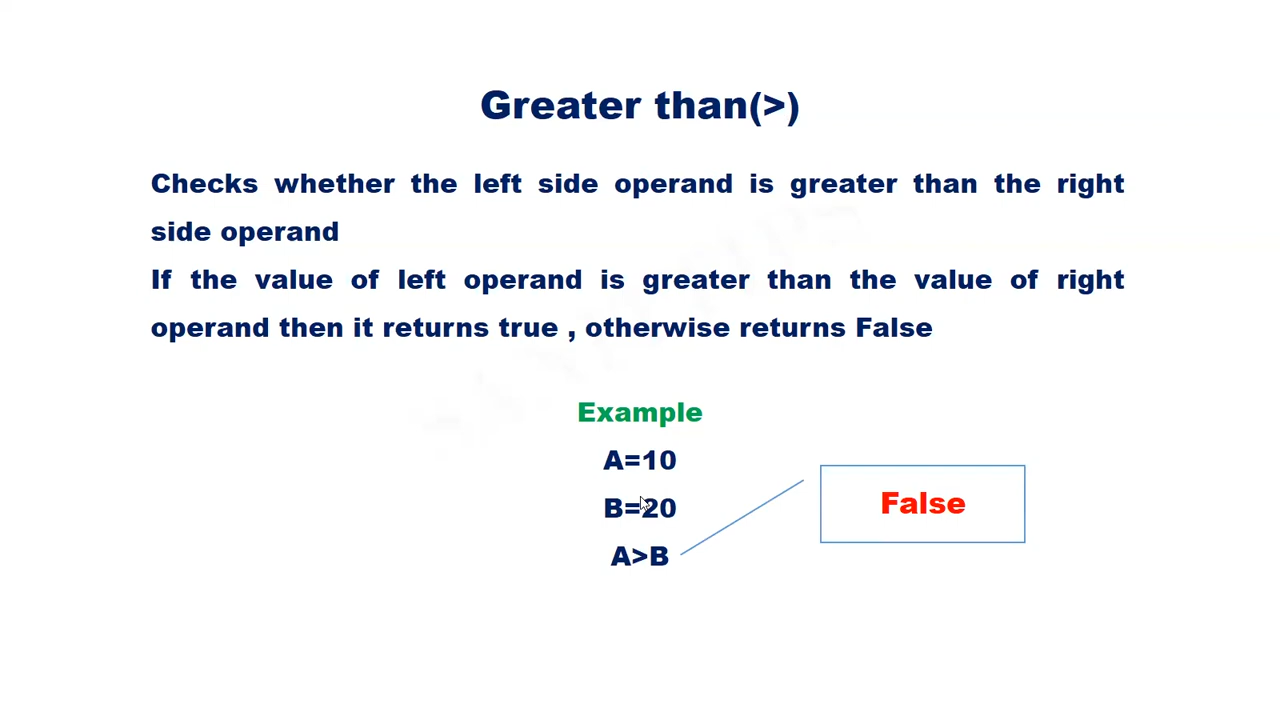 Greater than(>)
Checks whether the left side operand is greater than the right
side operand
If the value of left operand is greater than the value of right
operand then it returns true , otherwise returns False
Example
A=10
B=20
A>B
False